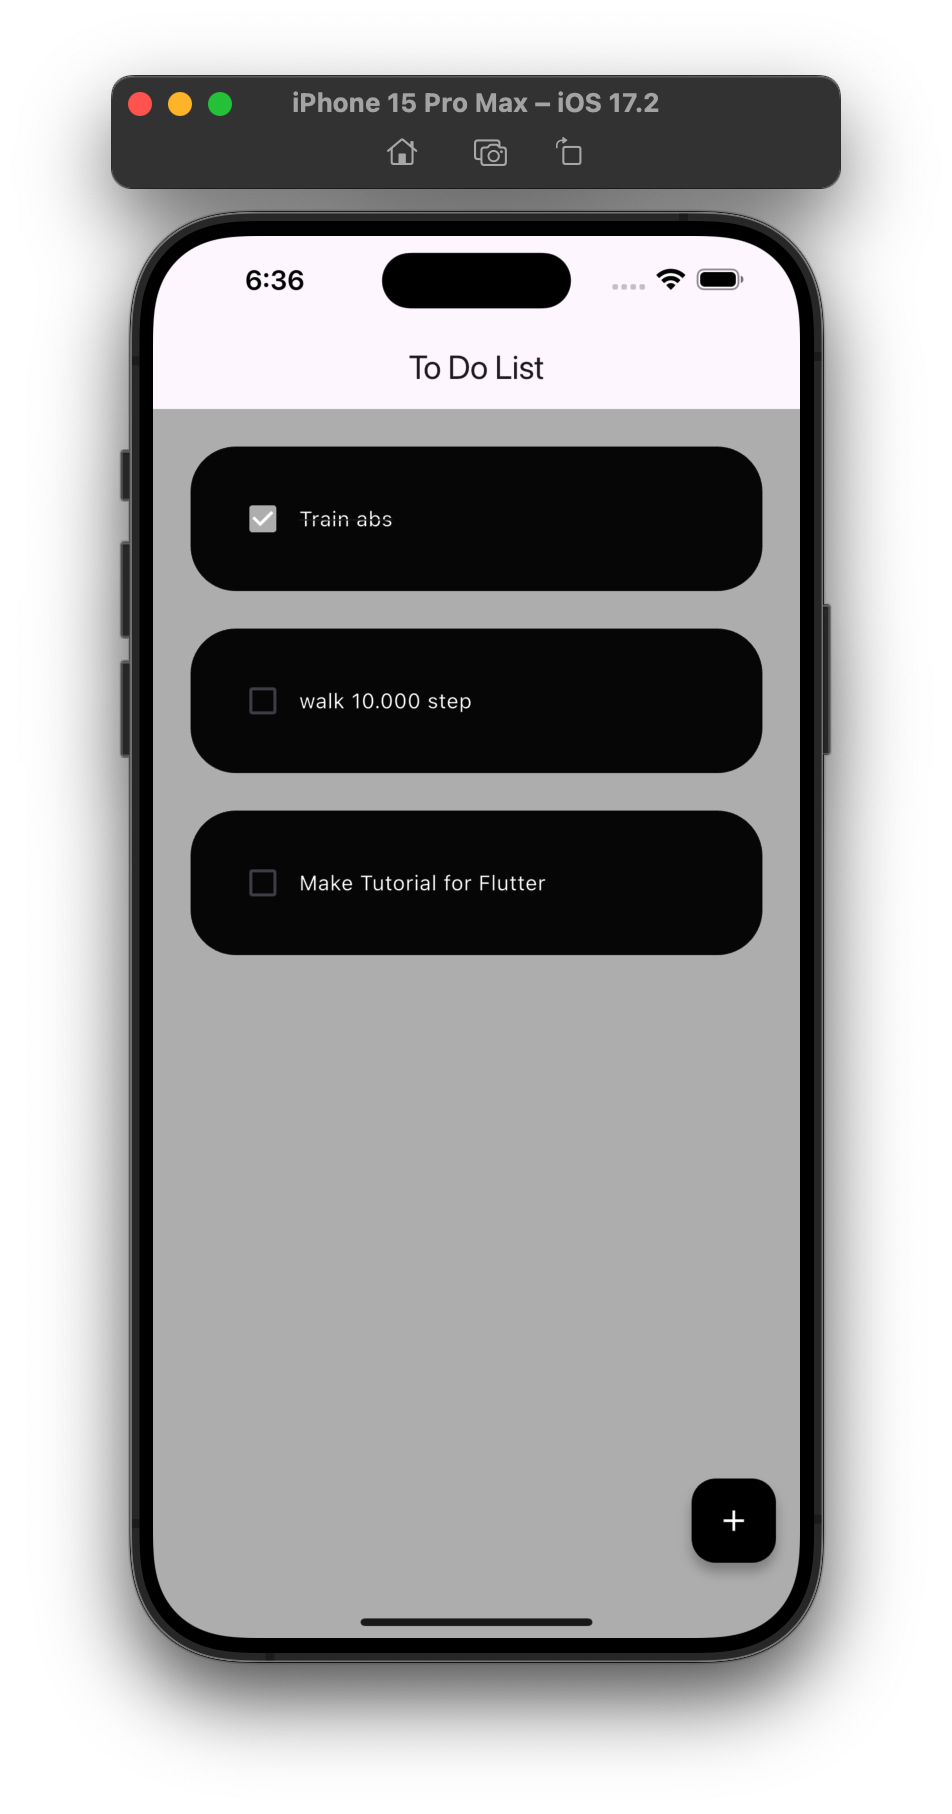 iPhone 15 Pro Max – iOS 17.2
6:36
To Do List
Train abs
walk 10.000 step
Make Tutorial for Flutter